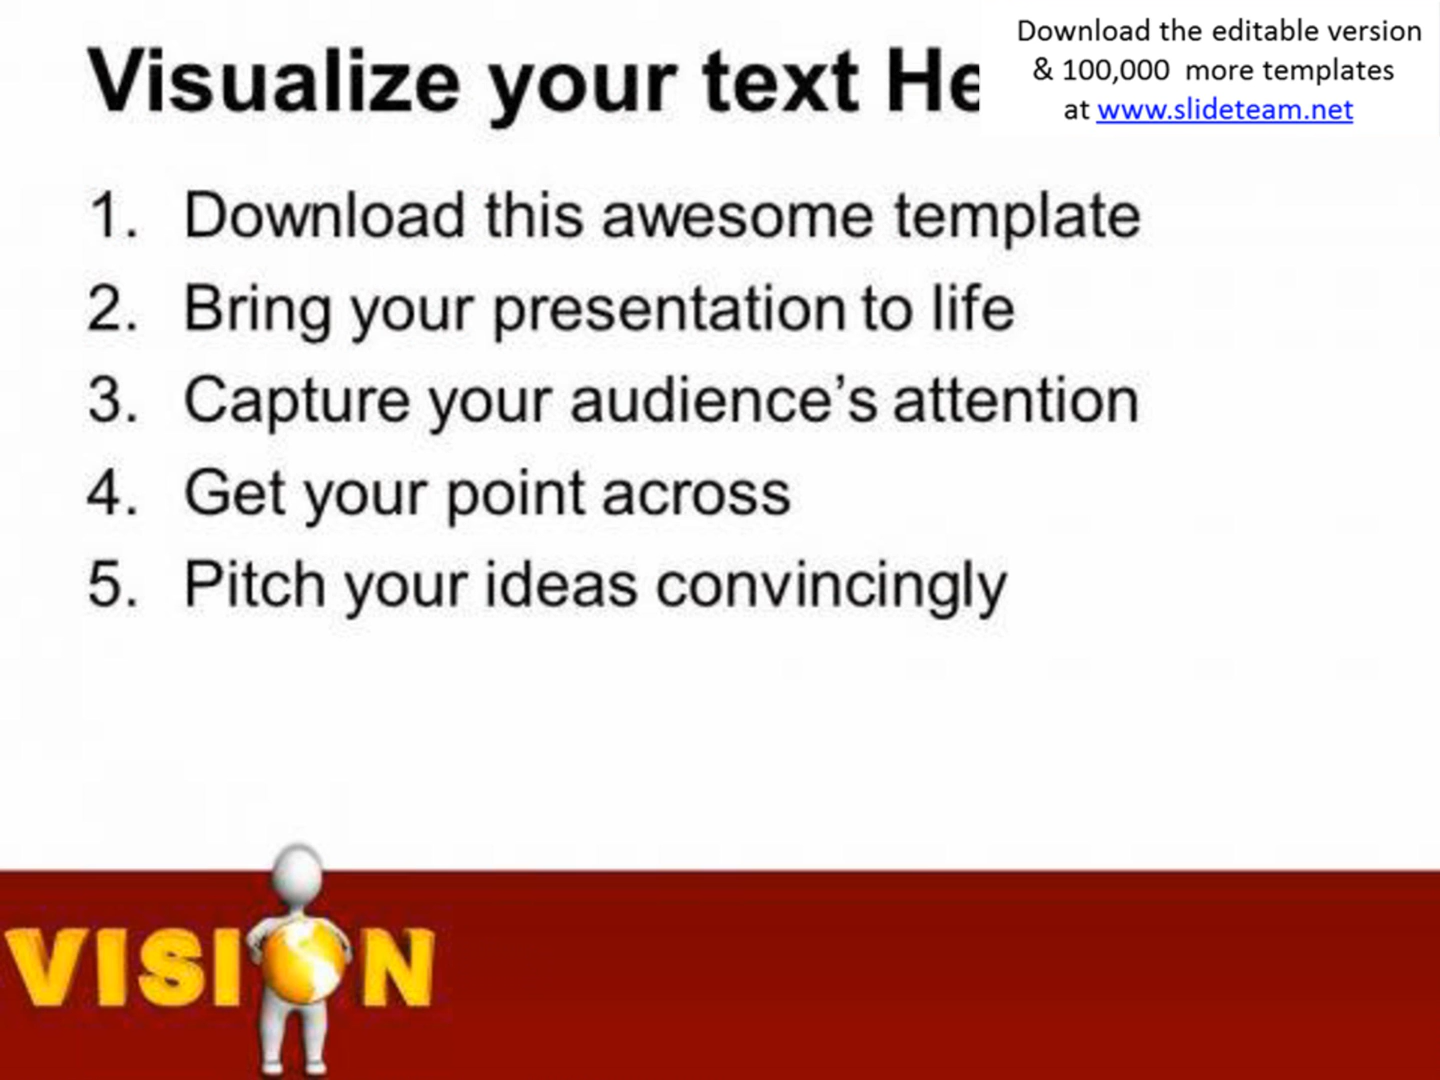 Visualize your text He
Download the editable version
& 100,000 more templates
at www.slideteam.net
1. Download this awesome template
2. Bring your presentation to life
3. Capture your audience’s attention
4. Get your point across
5. Pitch your ideas convincingly
VISION